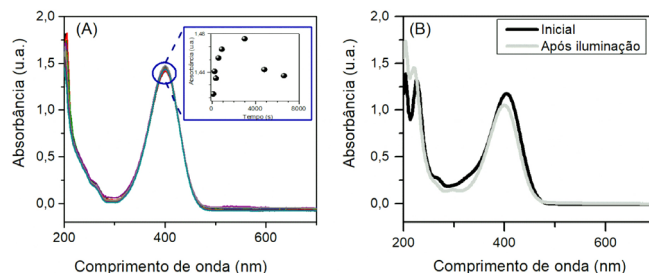 (A)
Absorbância (u.a.)
2,0
1,5
1,0
0,5
0,0
200
400
600
Comprimento de onda (nm)
Absorbância (u.a.)
1,48
1,44
0
4000
8000
Tempo (s)
(B)
Inicial
Após iluminação
Absorbância (u.a.)
2,0
1,5
1,0
0,5
0,0
200
400
600
Comprimento de onda (nm)